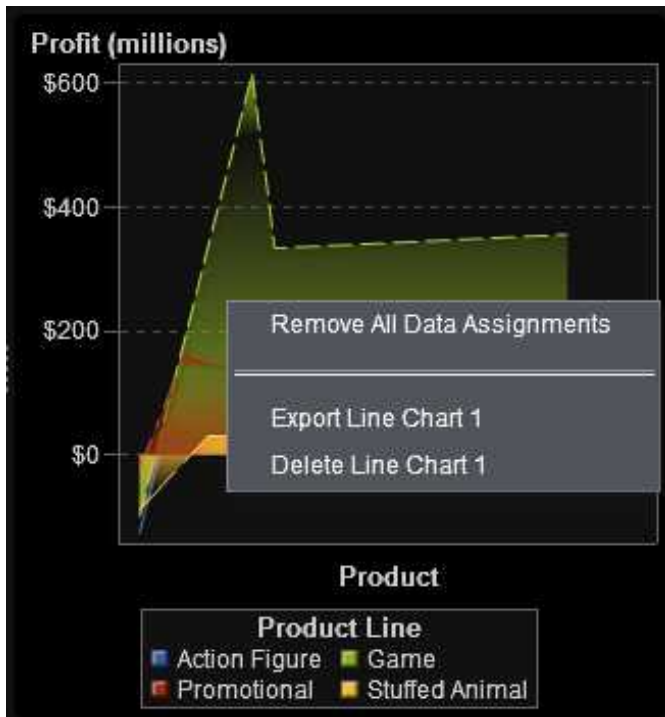 Profit (millions)
$600
$400
$200
$0
Remove All Data Assignments
Export Line Chart 1
Delete Line Chart 1
Product
Product Line
Action Figure Game
Promotional Stuffed Animal